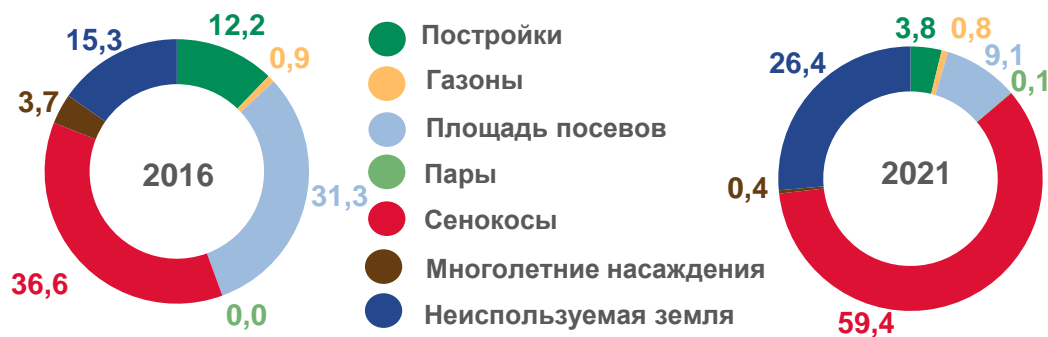 12,2
0,9
31,3
0,0
36,6
3,7
15,3
2016
Постройки
Газоны
Площадь посевов
Пары
Сенокосы
Многолетние насаждения
Неиспользуемая земля
3,8
0,8
9,1
0,1
59,4
0,4
26,4
2021